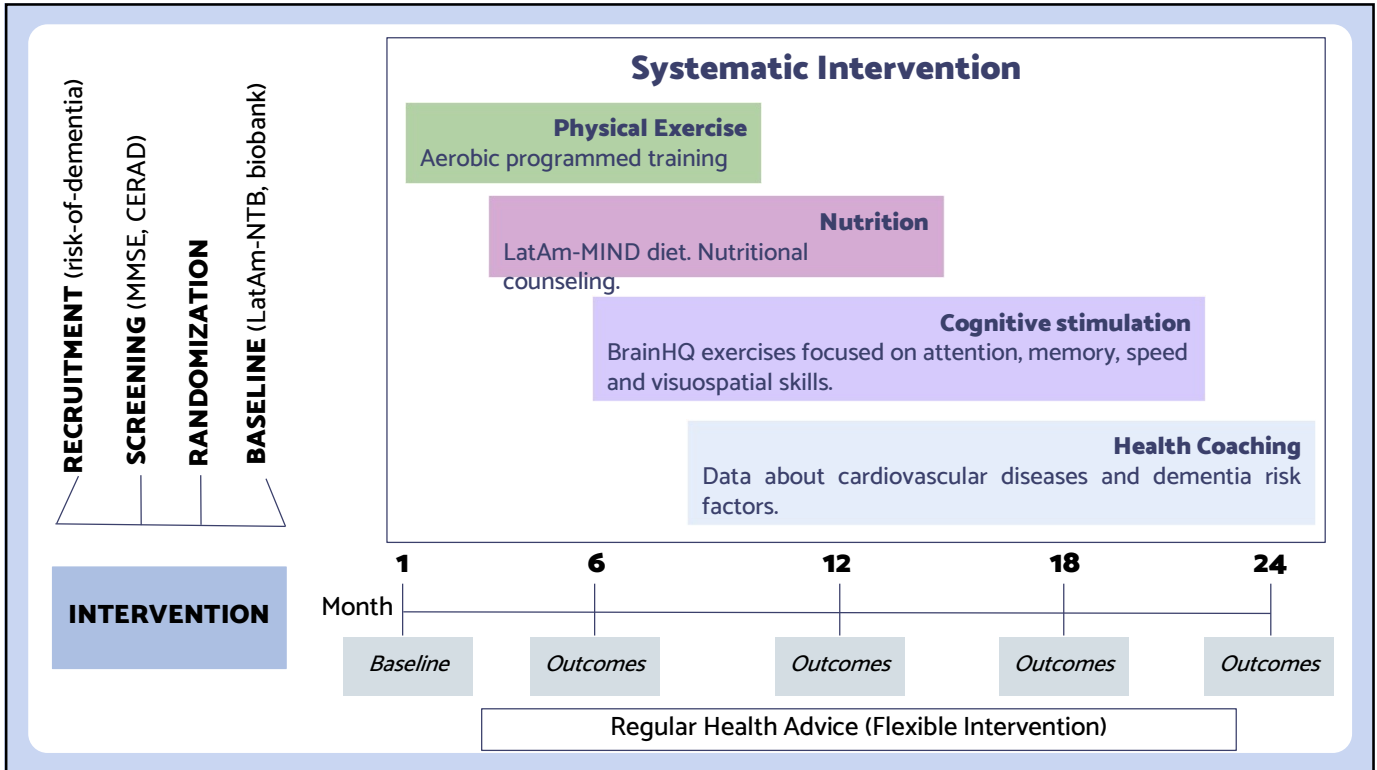 RECRUITMENT (risk-of-dementia)
SCREENING (MMSE, CERAD)
RANDOMIZATION
BASELINE (LatAm-NTB, biobank)
INTERVENTION
Systematic Intervention
Physical Exercise
Aerobic programmed training
Nutrition
LatAm-MIND diet. Nutritional
counseling.
Cognitive stimulation
BrainHQ exercises focused on attention, memory, speed
and visuospatial skills.
Health Coaching
Data about cardiovascular diseases and dementia risk
factors.
1 6 12 18 24
Month
Baseline Outcomes Outcomes Outcomes Outcomes
Regular Health Advice (Flexible Intervention)